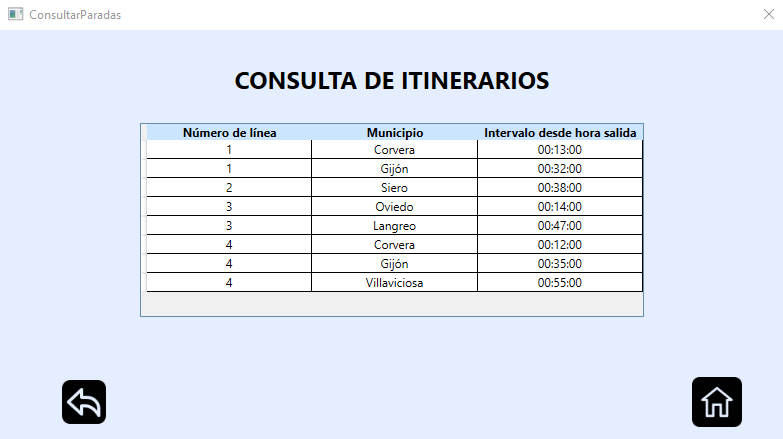 ConsultarParadas
CONSULTA DE ITINERARIOS
Número de línea Municipio Intervalo desde hora salida
1 Corvera 00:13:00
1 Gijón 00:32:00
2 Siero 00:38:00
3 Oviedo 00:14:00
3 Langreo 00:47:00
4 Corvera 00:12:00
4 Gijón 00:35:00
4 Villaviciosa 00:55:00